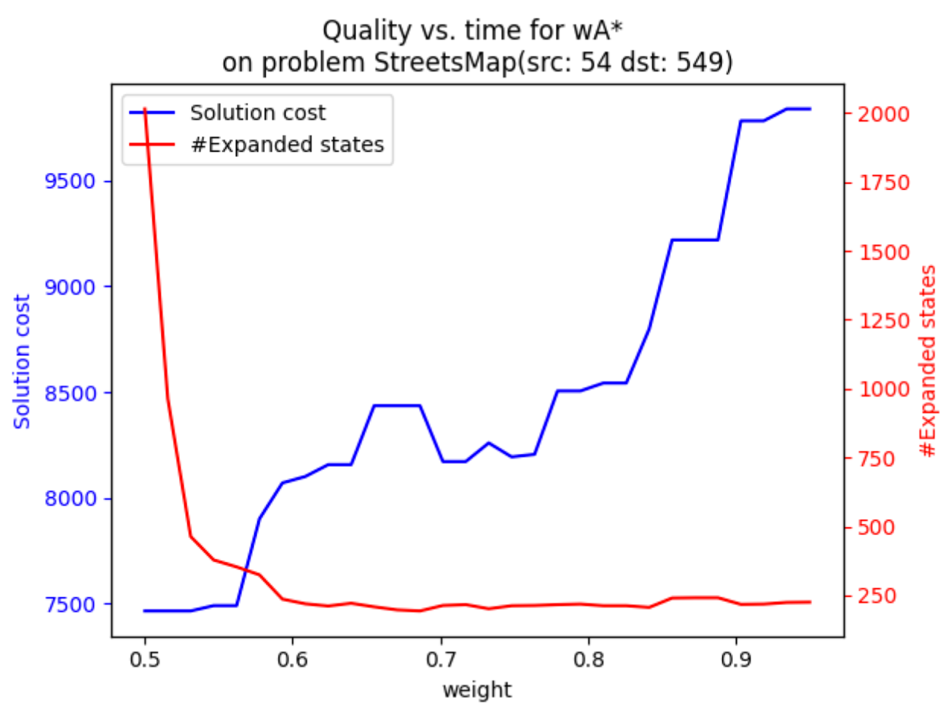 Quality vs. time for wA*
on problem StreetsMap(src: 54 dst: 549)
Solution cost
#Expanded states
9500
9000
8500
8000
7500
Solution cost
2000
1750
1500
1250
1000
750
500
250
#Expanded states
0.5 0.6 0.7 0.8 0.9
weight